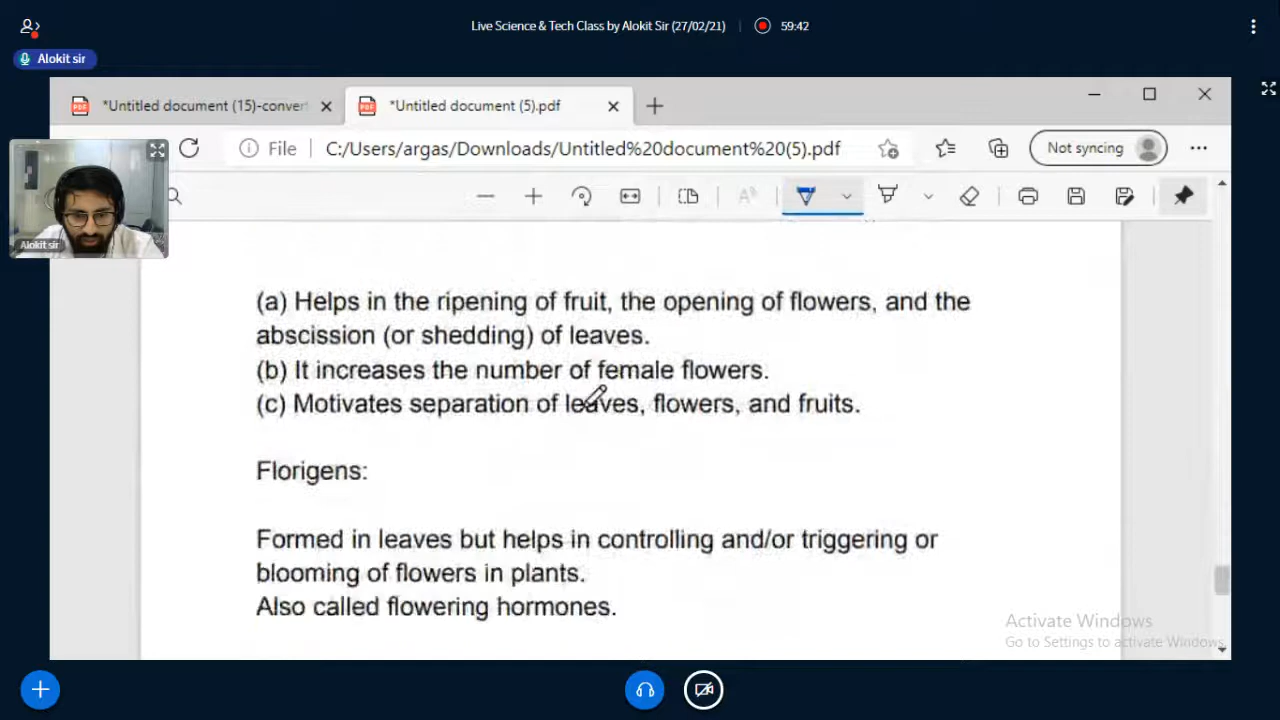 Live Science & Tech Class by Alokit Sir (27/02/21) 59:42
Alokit sir
*Untitled document (15)-conver
*Untitled document (5).pdf
File C:/Users/argas/Downloads/Untitled%20document%20(5).pdf Not syncing
Alokit sir
(a) Helps in the ripening of fruit, the opening of flowers, and the
abscission (or shedding) of leaves.
(b) It increases the number of female flowers.
(c) Motivates separation of leaves, flowers, and fruits.
Florigens:
Formed in leaves but helps in controlling and/or triggering or
blooming of flowers in plants.
Also called flowering hormones.
Activate Windows
Go to Settings to activate Windows.